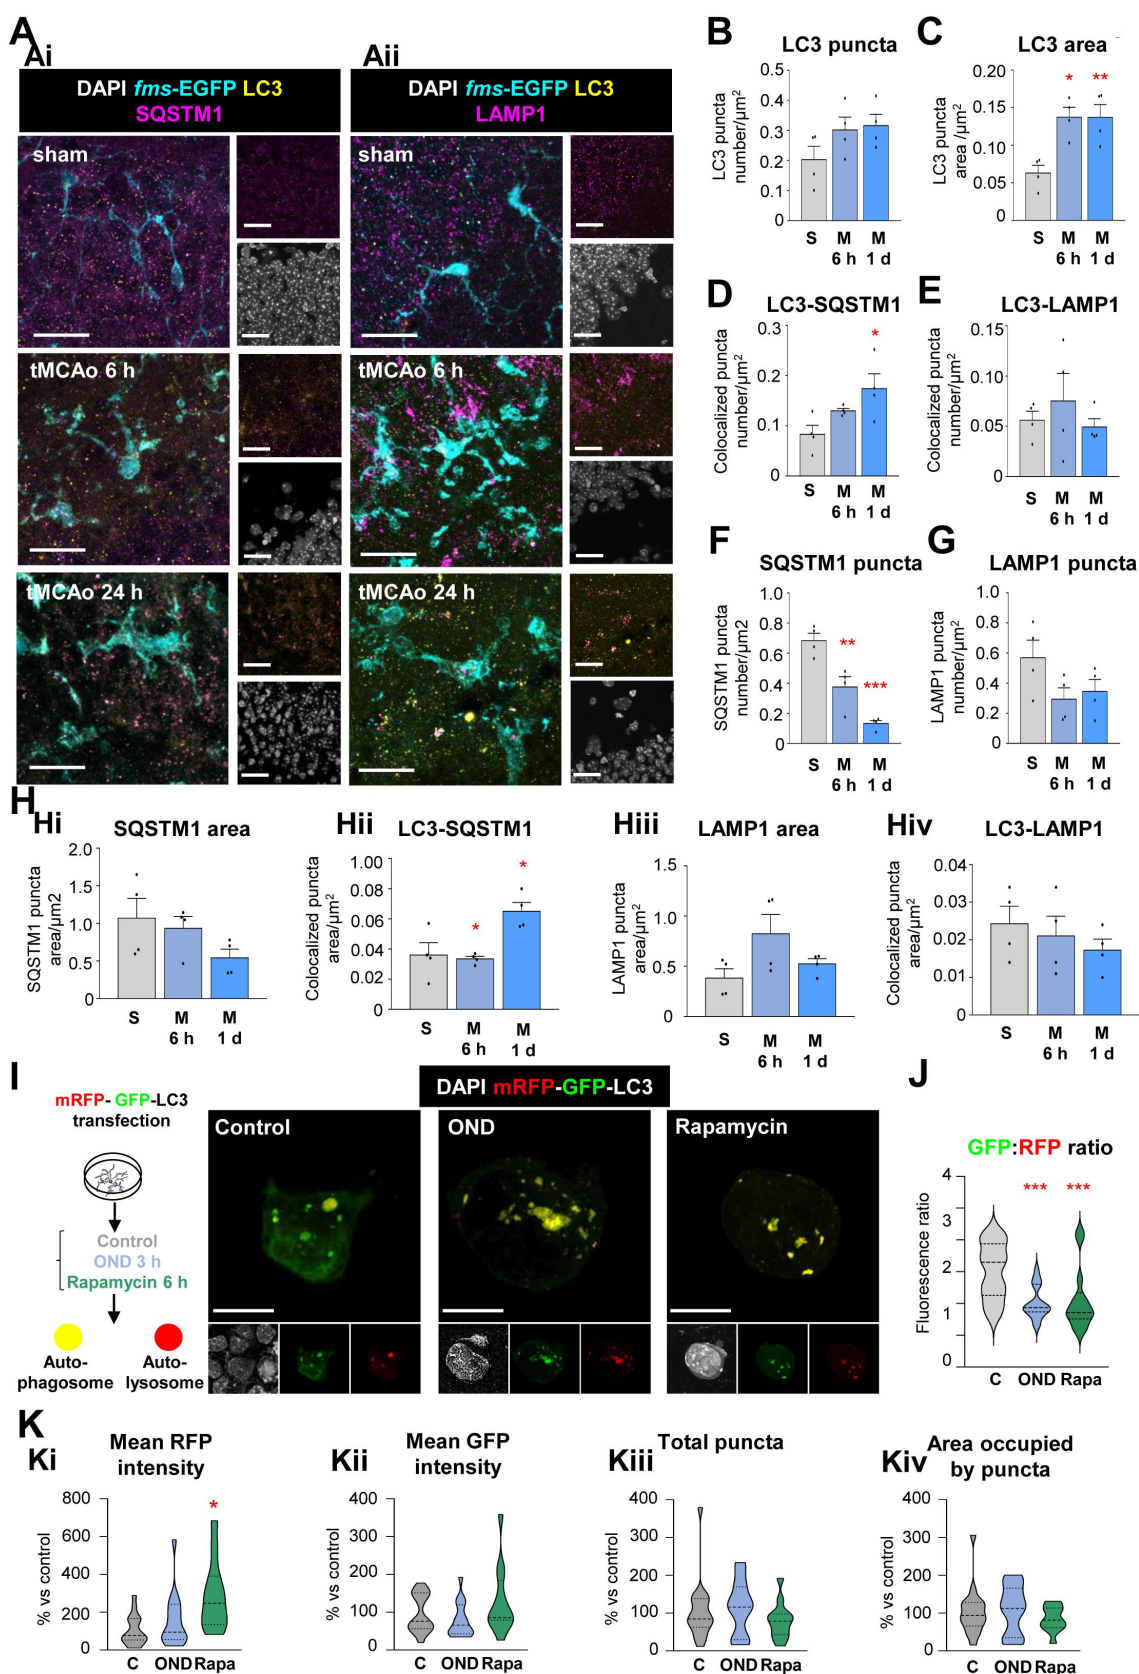 A
Ai
Aii
DAPI fms-EGFP LC3
SQSTM1
DAPI fms-EGFP LC3
LAMP1
sham
sham
tMCAo 6 h
tMCAo 6 h
tMCAo 24 h
tMCAo 24 h
B
LC3 puncta
LC3 puncta
number/µm²
0.5
0.4
0.3
0.2
0.1
0
S M M
6 h 1 d
C
LC3 area
LC3 puncta
area /µm²
0.20
0.15
0.10
0.05
0
* **
S M M
6 h 1 d
D
LC3-SQSTM1
Colocalized puncta
number/µm²
0.3
0.2
0.1
0
*
S M M
6 h 1 d
E
LC3-LAMP1
Colocalized puncta
number/µm²
0.15
0.10
0.05
0
S M M
6 h 1 d
F
SQSTM1 puncta
SQSTM1 puncta
number/µm2
1.0
0.8
0.6
0.4
0.2
0
** ***
S M M
6 h 1 d
G
LAMP1 puncta
LAMP1 puncta
number/µm²
1.0
0.8
0.6
0.4
0.2
0
S M M
6 h 1 d
H
Hi
SQSTM1 area
SQSTM1 puncta
area/µm2
2.0
1.5
1.0
0.5
0
S M M
6 h 1 d
Hii
LC3-SQSTM1
Colocalized puncta
area/µm²
1.00
0.08
0.06
0.04
0.02
0
* *
S M M
6 h 1 d
Hiii
LAMP1 area
LAMP1 puncta
area/µm²
1.5
1.0
0.5
0
S M M
6 h 1 d
Hiv
LC3-LAMP1
Colocalized puncta
area/µm²
0.04
0.03
0.02
0.01
0
S M M
6 h 1 d
I
mRFP- GFP-LC3
transfection
Control
OND 3 h
Rapamycin 6 h
Auto-
phagosome
Auto-
lysosome
DAPI mRFP-GFP-LC3
Control
OND
Rapamycin
J
GFP:RFP ratio
Fluorescence ratio
4
3
2
1
2
0
*** ***
C OND Rapa
K
Ki
Mean RFP
intensity
% vs control
800
600
400
200
0
*
C OND Rapa
Kii
Mean GFP
intensity
% vs control
400
300
200
100
0
C OND Rapa
Kiii
Total puncta
% vs control
400
300
200
100
0
C OND Rapa
Kiv
Area occupied
by puncta
% vs control
400
300
200
100
0
C OND Rapa